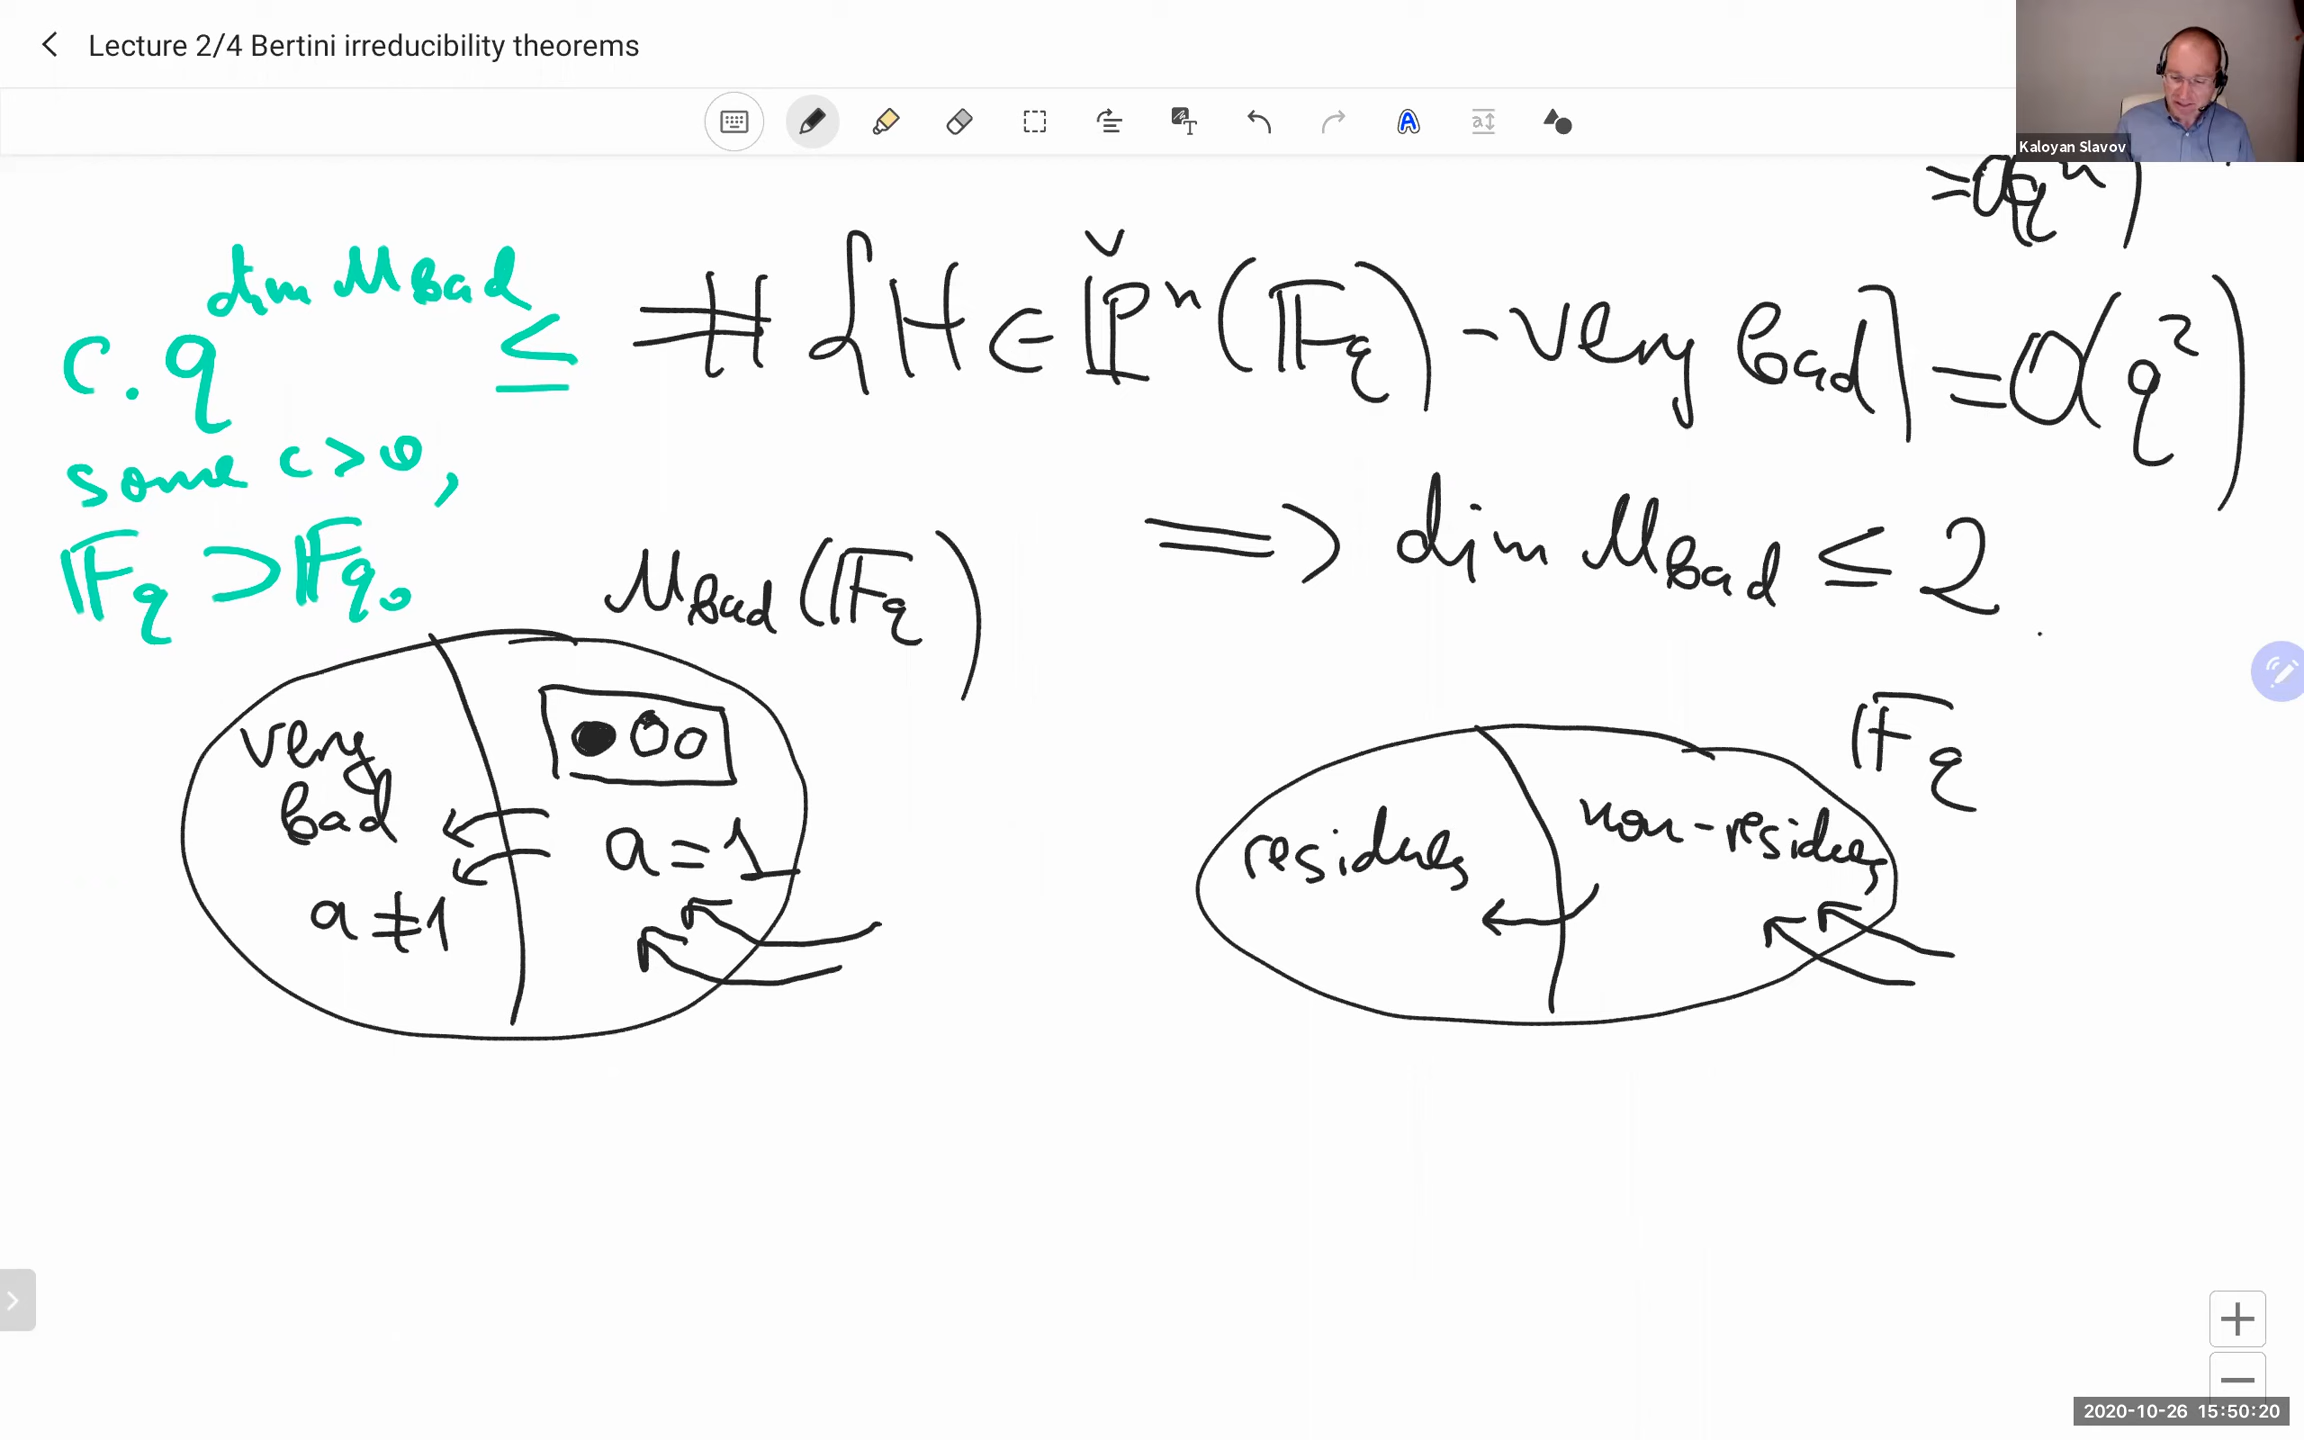 Lecture 2/4 Bertini irreducibility theorems
Kaloyan Slavov
=O(q^n)
c. q^{dim M_bad} ≤ # {H ∈ P̌^n(F_q) - very bad} = O(q^2)
some c>0,
F_q ⊃ F_{q_0}
⟹ dim M_bad ≤ 2.
M_bad(F_q)
very
bad
a ≠ 1
a = 1
F_q
residues
non-residues
2020-10-26 15:50:20